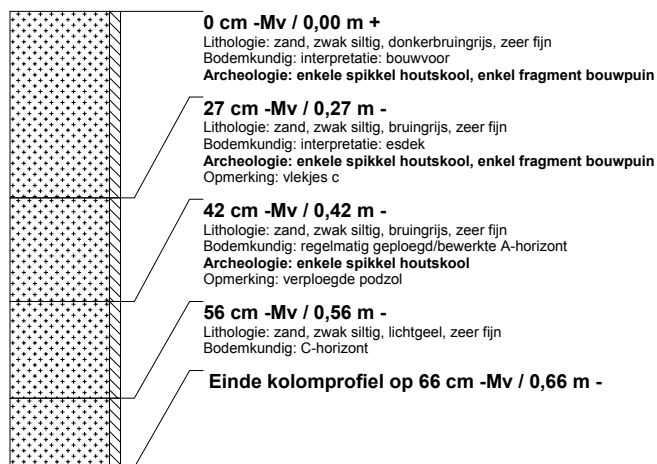 0 cm -Mv / 0,00 m +
Lithologie: zand, zwak siltig, donkerbruingrijs, zeer fijn
Bodemkundig: interpretatie: bouwvoor
Archeologie: enkele spikkel houtskool, enkel fragment bouwpuin
27 cm -Mv / 0,27 m -
Lithologie: zand, zwak siltig, bruingrijs, zeer fijn
Bodemkundig: interpretatie: esdek
Archeologie: enkele spikkel houtskool, enkel fragment bouwpuin
Opmerking: vlekjes c
42 cm -Mv / 0,42 m -
Lithologie: zand, zwak siltig, bruingrijs, zeer fijn
Bodemkundig: regelmatig geploegd/bewerkte A-horizont
Archeologie: enkele spikkel houtskool
Opmerking: verploegde podzol
56 cm -Mv / 0,56 m -
Lithologie: zand, zwak siltig, lichtgeel, zeer fijn
Bodemkundig: C-horizont
Einde kolomprofiel op 66 cm -Mv / 0,66 m -